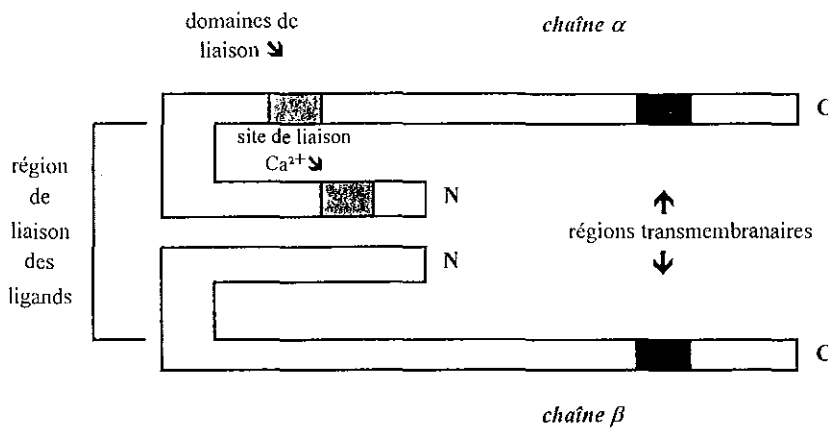 domaines de
liaison
chaîne α
C
site de liaison
Ca²⁺
région
de
liaison
des
ligands
N
régions transmembranaires
N
C
chaîne β